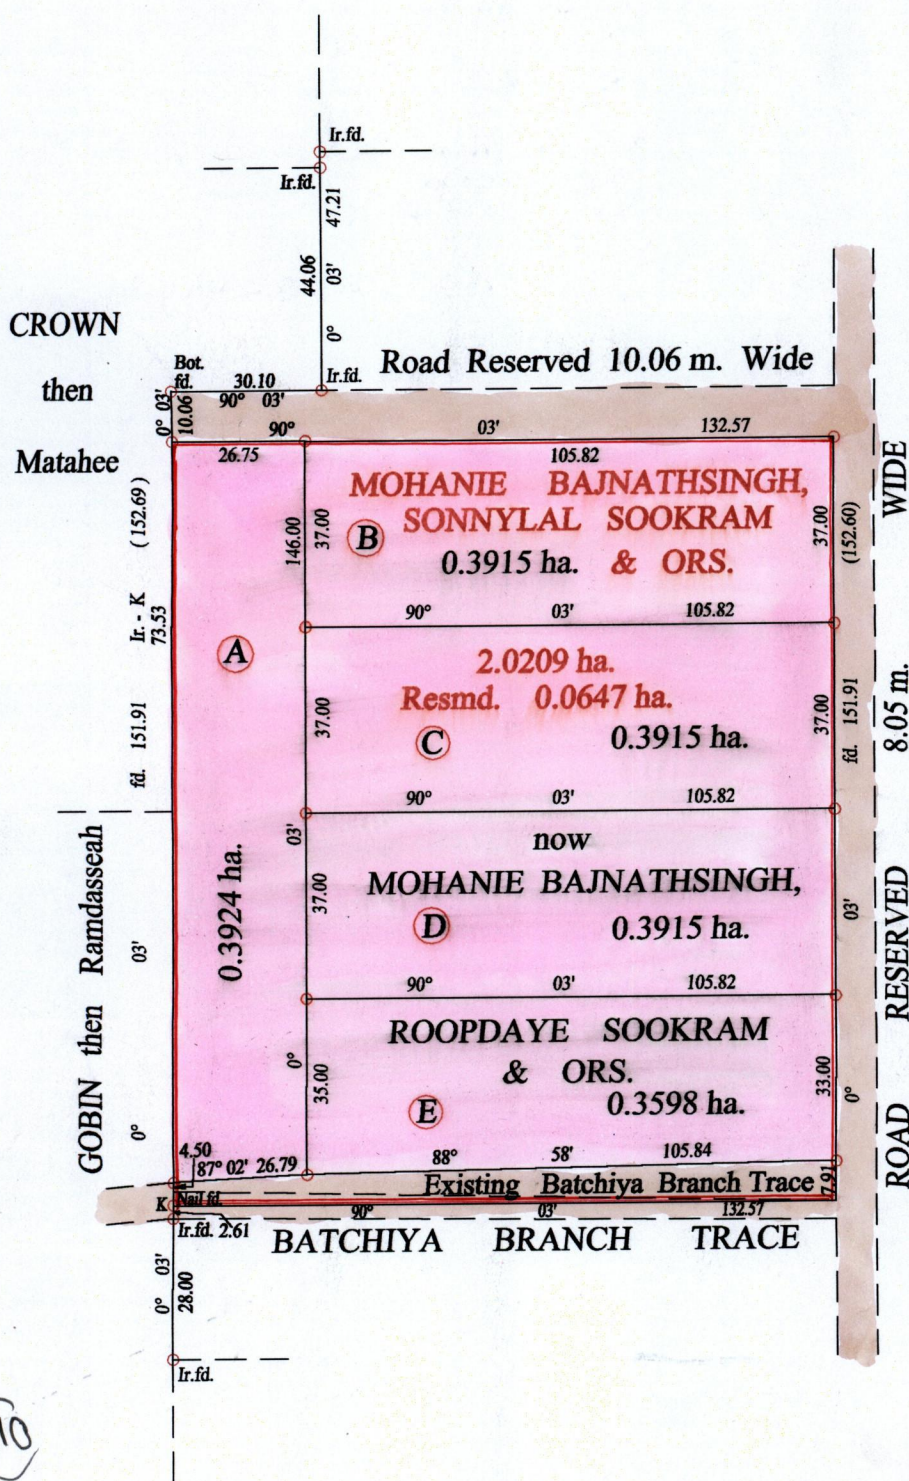 Ir.fd.
Ir.fd.
47.21
44.06
03'
0°
CROWN
then
Matahee
Bot.
fd.
30.10
Ir.fd.
Road Reserved 10.06 m. Wide
0° 03'
10.06
90° 03'
90° 03' 132.57
26.75
105.82
MOHANIE BAJNATHSINGH,
SONNYLAL SOOKRAM
B
0.3915 ha. & ORS.
37.00
146.00
37.00
(152.60)
(152.69)
Ir. - K
73.53
fd. 151.91
90° 03' 105.82
A
2.0209 ha.
Resmd. 0.0647 ha.
C
0.3915 ha.
37.00
37.00
fd. 151.91
90° 03' 105.82
now
MOHANIE BAJNATHSINGH,
D
0.3915 ha.
0.3924 ha.
03'
37.00
03'
90° 03' 105.82
ROOPDAYE SOOKRAM
& ORS.
E
0.3598 ha.
0°
35.00
33.00
0°
GOBIN then Ramdasseah
03'
0°
ROAD RESERVED 8.05 m. WIDE
4.50
87° 02' 26.79
88° 58' 105.84
Existing Batchiya Branch Trace
7.91
K
Nail fd.
90° 03' 132.57
Ir.fd. 2.61
BATCHIYA BRANCH TRACE
0° 03'
28.00
Ir.fd.
10